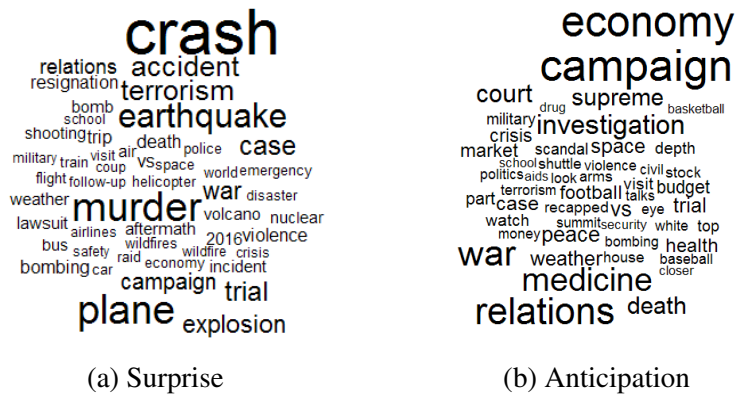 crash
relations accident
resignation terrorism
bomb earthquake
school
shooting trip death police case
military train visit air vs space world emergency
coup
flight follow-up helicopter war disaster
weather murder volcano nuclear
lawsuit airlines aftermath
bus wildfires 2016 violence
safety raid wildfire crisis
bombing car economy incident
campaign trial
plane explosion
(a) Surprise
economy
campaign
court drug supreme basketball
military investigation
crisis
market scandal space depth
school shuttle violence civil stock
politics aids look arms visit budget
terrorism football talks
part case recapped vs eye trial
watch summit security white top
money peace bombing health
war weather house baseball
medicine closer
relations death
(b) Anticipation